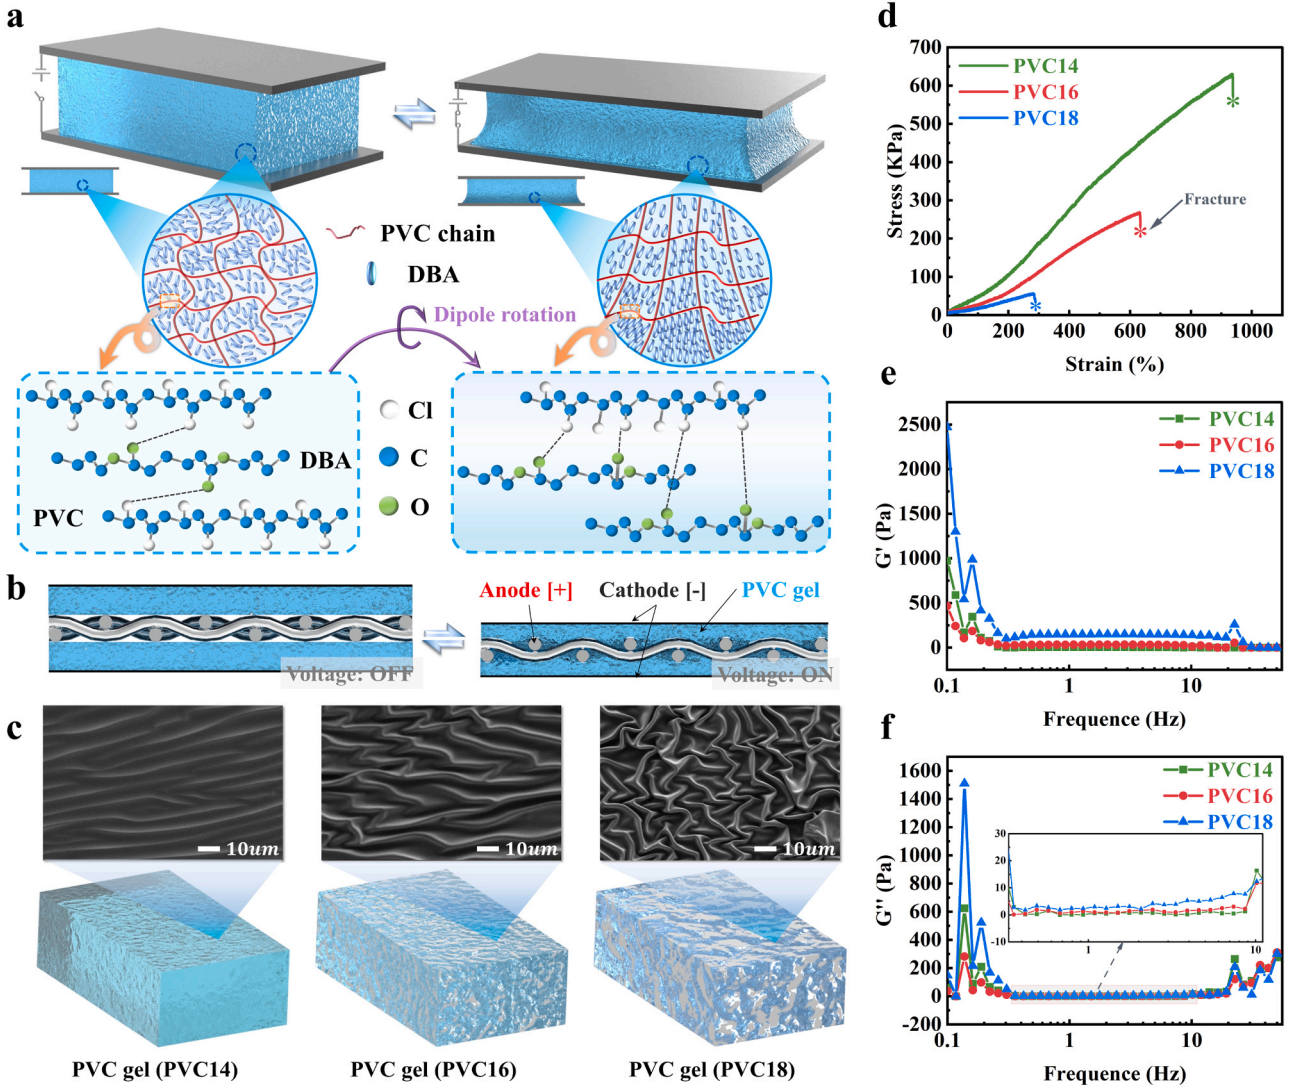 a
PVC chain
DBA
Dipole rotation
Cl
C
O
DBA
PVC
b
Voltage: OFF
Anode [+]
Cathode [-]
PVC gel
Voltage: ON
c
10um
10um
10um
PVC gel (PVC14)
PVC gel (PVC16)
PVC gel (PVC18)
d
700
600
500
400
300
200
100
0
Stress (KPa)
PVC14
PVC16
PVC18
Fracture
0
200
400
600
800
1000
Strain (%)
e
2500
2000
1500
1000
500
0
G' (Pa)
PVC14
PVC16
PVC18
0.1
1
10
Frequence (Hz)
f
1600
1400
1200
1000
800
600
400
200
0
-200
G'' (Pa)
PVC14
PVC16
PVC18
30
20
10
0
-10
1
10
0.1
1
10
Frequence (Hz)